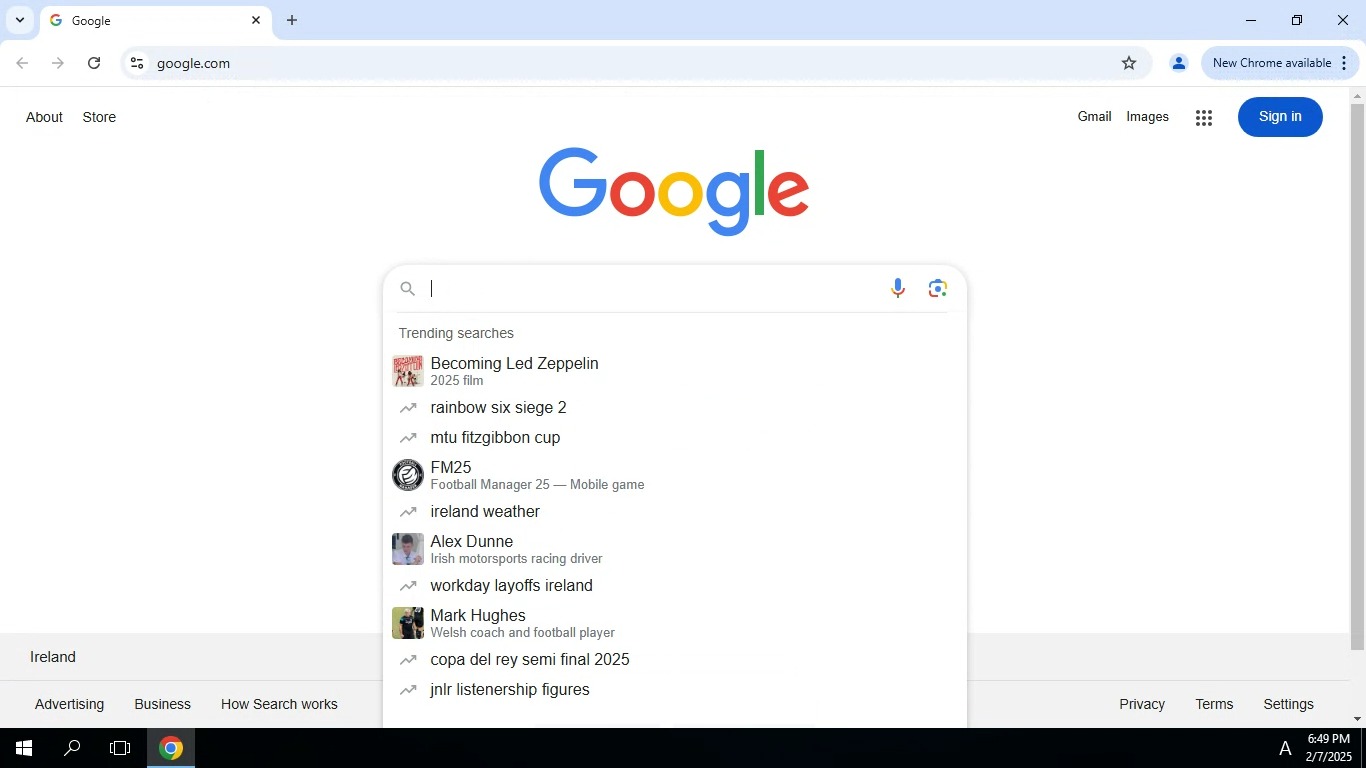 Google
google.com
New Chrome available
About Store
Gmail Images
Sign in
Google
Trending searches
Becoming Led Zeppelin
2025 film
rainbow six siege 2
mtu fitzgibbon cup
FM25
Football Manager 25 — Mobile game
ireland weather
Alex Dunne
Irish motorsports racing driver
workday layoffs ireland
Mark Hughes
Welsh coach and football player
copa del rey semi final 2025
jnlr listenership figures
Ireland
Advertising Business How Search works
Privacy Terms Settings
A
6:49 PM
2/7/2025